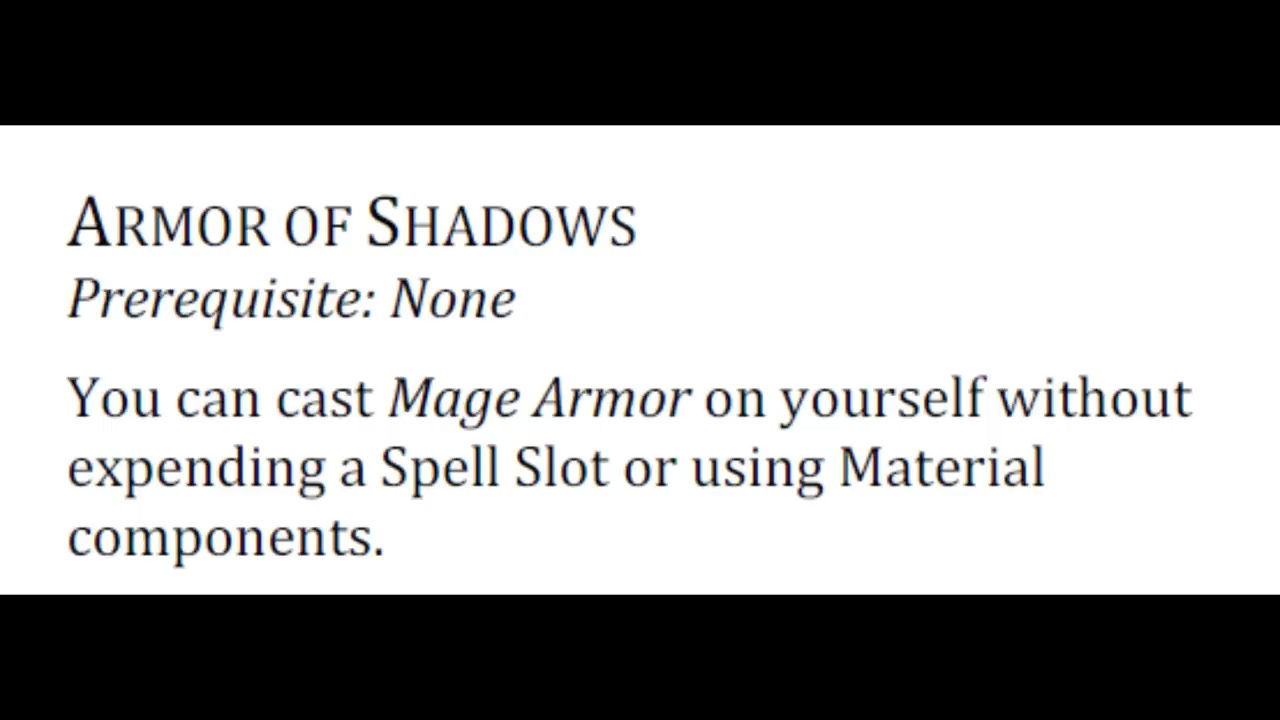 ARMOR OF SHADOWS
Prerequisite: None
You can cast Mage Armor on yourself without
expending a Spell Slot or using Material
components.